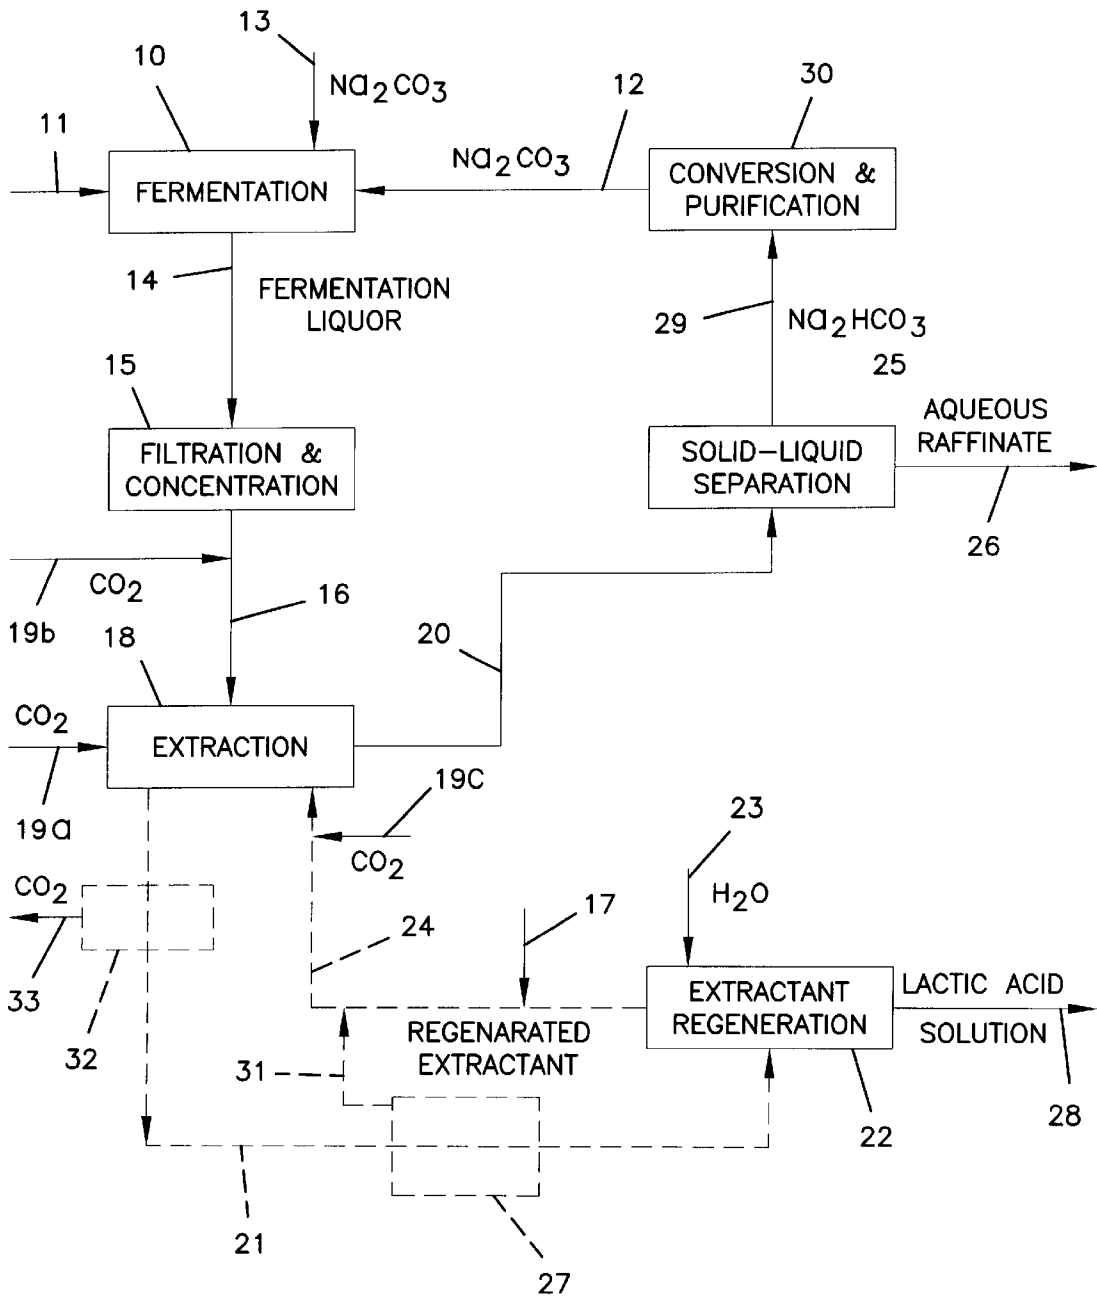 13
10
Na2CO3
12
30
11
Na2CO3
FERMENTATION
CONVERSION &
PURIFICATION
14
FERMENTATION
LIQUOR
29
Na2HCO3
25
15
AQUEOUS
RAFFINATE
FILTRATION &
CONCENTRATION
SOLID-LIQUID
SEPARATION
26
CO2
19b
16
18
20
CO2
EXTRACTION
19a
19C
CO2
23
H2O
CO2
33
32
24
17
EXTRACTANT
REGENERATION
LACTIC ACID
SOLUTION
REGENARATED
EXTRACTANT
31
28
22
21
27